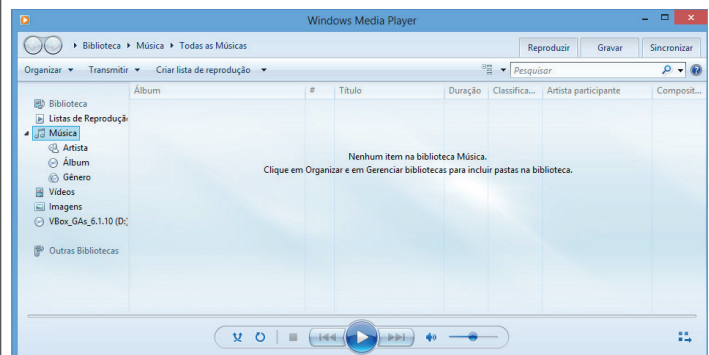 Windows Media Player
Biblioteca ▸ Música ▸ Todas as Músicas
Reproduzir Gravar Sincronizar
Organizar Transmitir Criar lista de reprodução
Pesquisar
Álbum # Título Duração Classifica... Artista participante Composit...
Biblioteca
Listas de Reproduçã
Música
Artista
Álbum
Gênero
Vídeos
Imagens
VBox_GAs_6.1.10 (D:)
Outras Bibliotecas
Nenhum item na biblioteca Música.
Clique em Organizar e em Gerenciar bibliotecas para incluir pastas na biblioteca.